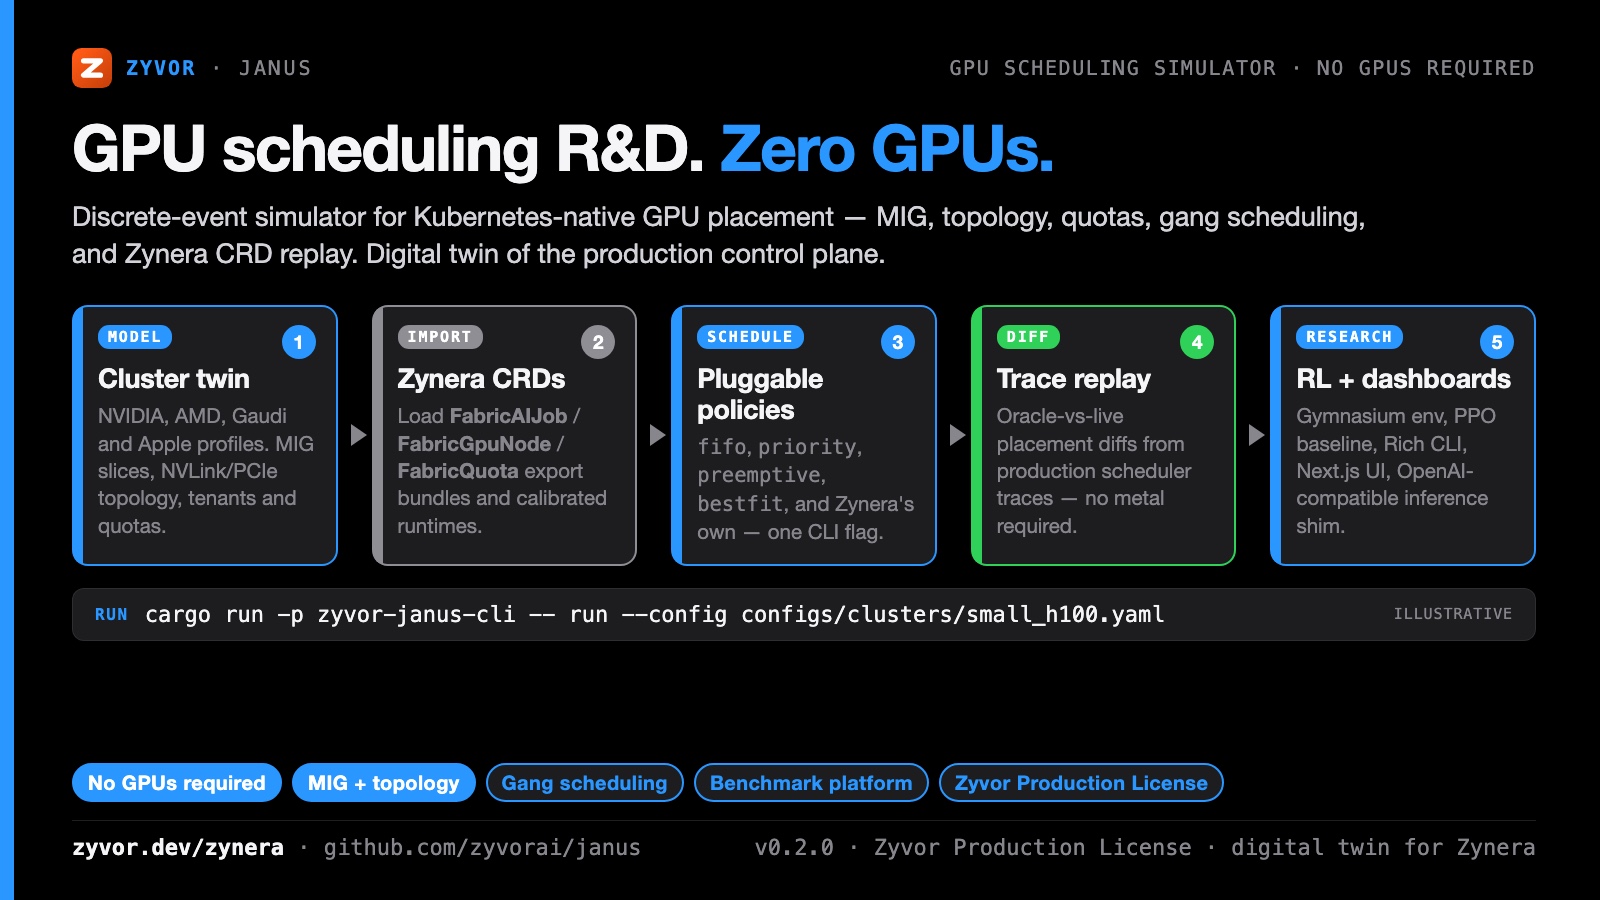 Z ZYVOR · JANUS
GPU SCHEDULING SIMULATOR · NO GPUS REQUIRED
GPU scheduling R&D. Zero GPUs.
Discrete-event simulator for Kubernetes-native GPU placement — MIG, topology, quotas, gang scheduling,
and Zynera CRD replay. Digital twin of the production control plane.
MODEL
1
Cluster twin
NVIDIA, AMD, Gaudi
and Apple profiles. MIG
slices, NVLink/PCIe
topology, tenants and
quotas.
IMPORT
2
Zynera CRDs
Load FabricAIJob /
FabricGpuNode /
FabricQuota export
bundles and calibrated
runtimes.
SCHEDULE
3
Pluggable
policies
fifo, priority,
preemptive,
bestfit, and Zynera's
own — one CLI flag.
DIFF
4
Trace replay
Oracle-vs-live
placement diffs from
production scheduler
traces — no metal
required.
RESEARCH
5
RL + dashboards
Gymnasium env, PPO
baseline, Rich CLI,
Next.js UI, OpenAI-
compatible inference
shim.
RUN cargo run -p zyvor-janus-cli -- run --config configs/clusters/small_h100.yaml
ILLUSTRATIVE
No GPUs required
MIG + topology
Gang scheduling
Benchmark platform
Zyvor Production License
zyvor.dev/zynera · github.com/zyvorai/janus
v0.2.0 · Zyvor Production License · digital twin for Zynera